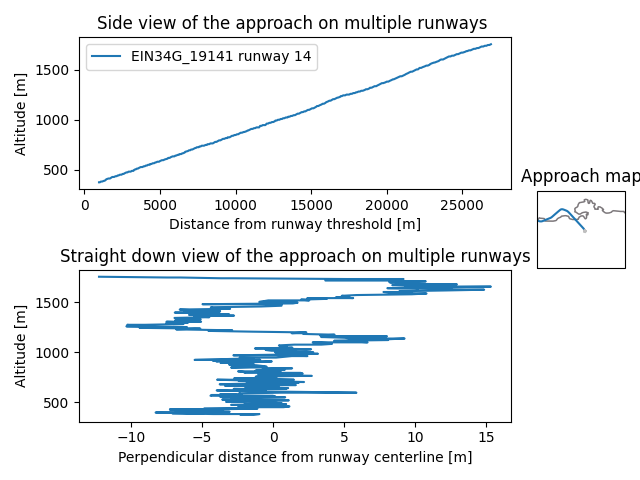 Side view of the approach on multiple runways
EIN34G_19141 runway 14
Altitude [m]
1500
1000
500
0
5000
10000
15000
20000
25000
Distance from runway threshold [m]
Approach map
Straight down view of the approach on multiple runways
Altitude [m]
1500
1000
500
−10
−5
0
5
10
15
Perpendicular distance from runway centerline [m]